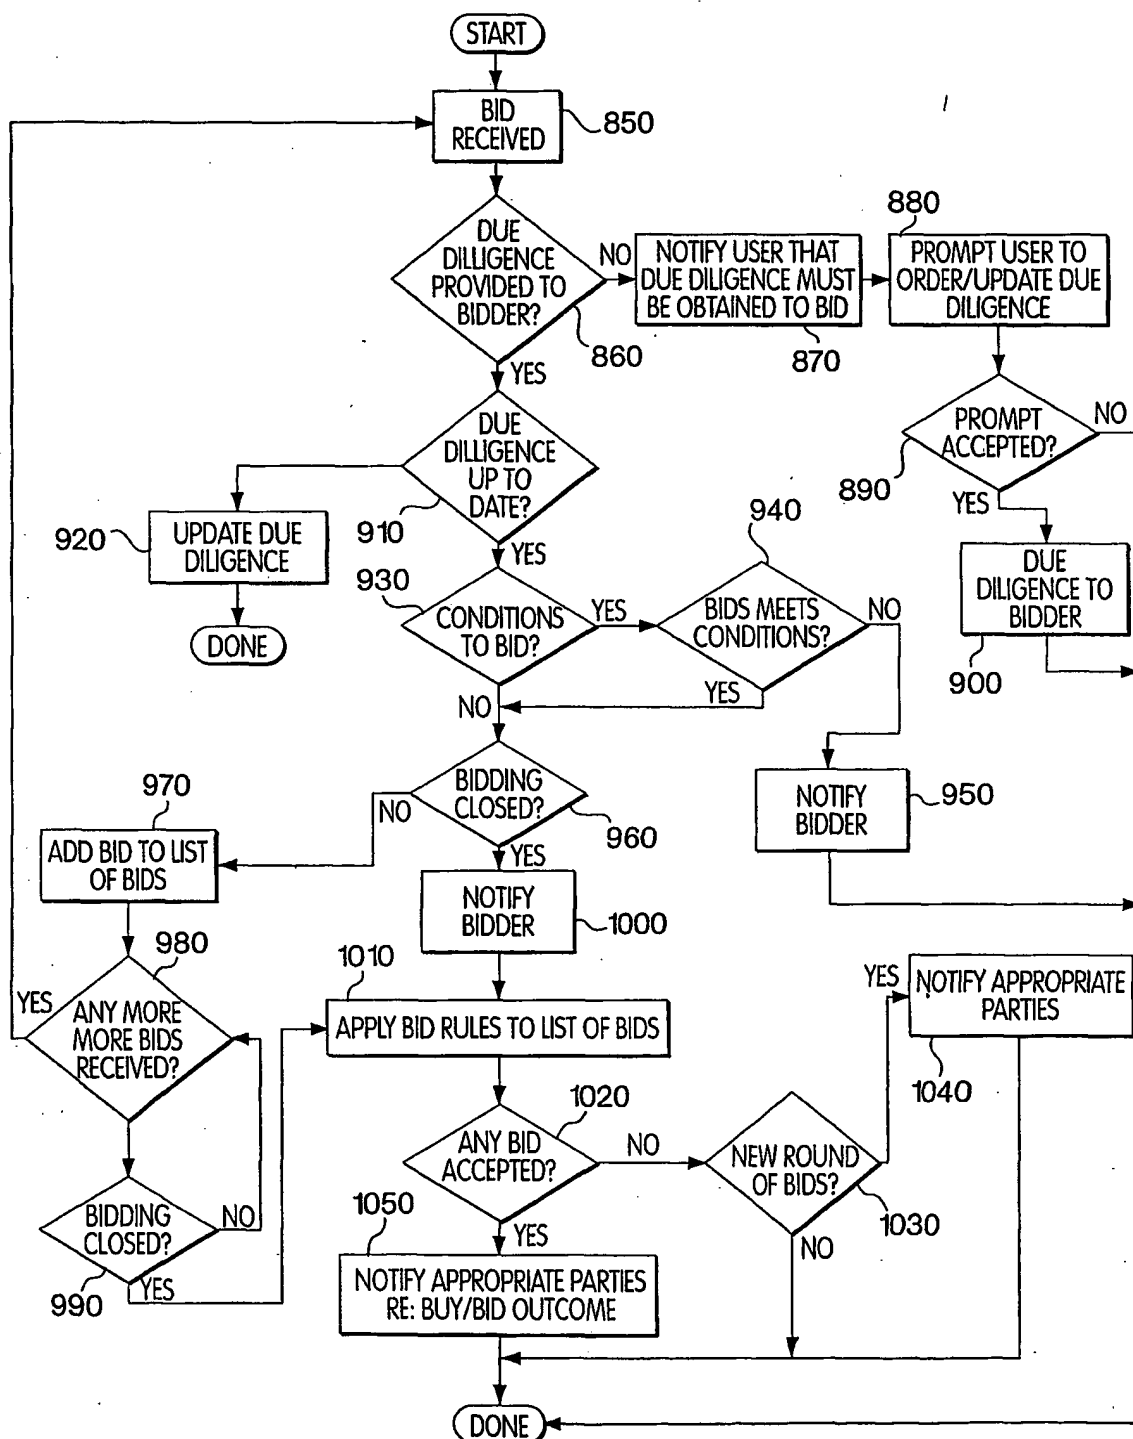 START
BID
RECEIVED
850
DUE
DILLIGENCE
PROVIDED TO
BIDDER?
860
NO
NOTIFY USER THAT
DUE DILIGENCE MUST
BE OBTAINED TO BID
870
880
PROMPT USER TO
ORDER/UPDATE DUE
DILIGENCE
YES
PROMPT
ACCEPTED?
NO
890
YES
DUE
DILIGENCE TO
BIDDER
900
DUE
DILLIGENCE
UP TO
DATE?
910
920
UPDATE DUE
DILIGENCE
DONE
YES
930
CONDITIONS
TO BID?
YES
940
BIDS MEETS
CONDITIONS?
NO
YES
NO
NOTIFY
BIDDER
950
BIDDING
CLOSED?
960
NO
970
ADD BID TO LIST
OF BIDS
YES
NOTIFY
BIDDER
1000
980
YES
ANY MORE
MORE BIDS
RECEIVED?
BIDDING
CLOSED?
NO
990
YES
1010
APPLY BID RULES TO LIST OF BIDS
1020
ANY BID
ACCEPTED?
NO
NEW ROUND
OF BIDS?
1030
YES
NOTIFY APPROPRIATE
PARTIES
1040
NO
YES
1050
NOTIFY APPROPRIATE PARTIES
RE: BUY/BID OUTCOME
DONE